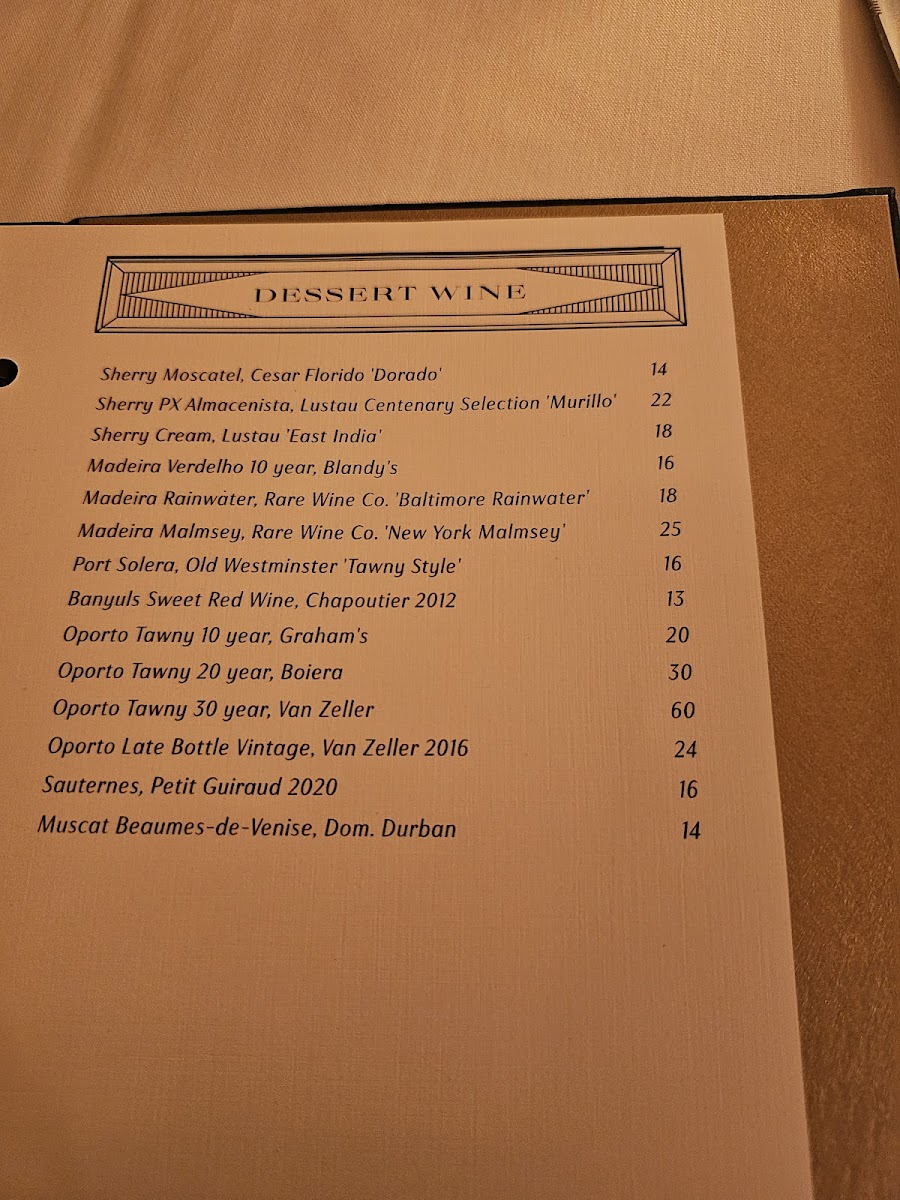 DESSERT WINE
Sherry Moscatel, Cesar Florido 'Dorado' 14
Sherry PX Almacenista, Lustau Centenary Selection 'Murillo' 22
Sherry Cream, Lustau 'East India' 18
Madeira Verdelho 10 year, Blandy's 16
Madeira Rainwater, Rare Wine Co. 'Baltimore Rainwater' 18
Madeira Malmsey, Rare Wine Co. 'New York Malmsey' 25
Port Solera, Old Westminster 'Tawny Style' 16
Banyuls Sweet Red Wine, Chapoutier 2012 13
Oporto Tawny 10 year, Graham's 20
Oporto Tawny 20 year, Boiera 30
Oporto Tawny 30 year, Van Zeller 60
Oporto Late Bottle Vintage, Van Zeller 2016 24
Sauternes, Petit Guiraud 2020 16
Muscat Beaumes-de-Venise, Dom. Durban 14